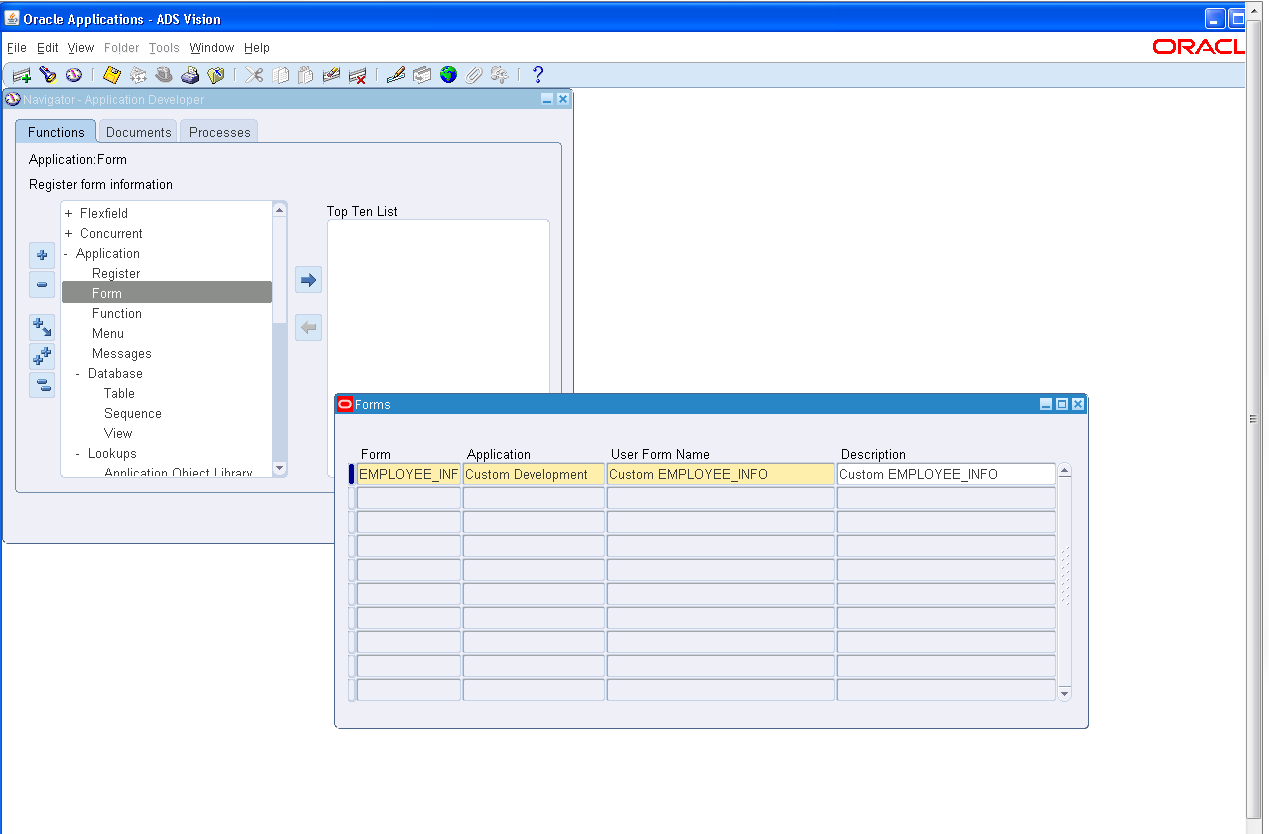 Oracle Applications - ADS Vision
File Edit View Folder Tools Window Help
ORACL
?
Navigator - Application Developer
Functions Documents Processes
Application:Form
Register form information
+ Flexfield
+ Concurrent
- Application
Register
Form
Function
Menu
Messages
- Database
Table
Sequence
View
- Lookups
Application Object Library
Top Ten List
Forms
Form Application User Form Name Description
EMPLOYEE_INF Custom Development Custom EMPLOYEE_INFO Custom EMPLOYEE_INFO